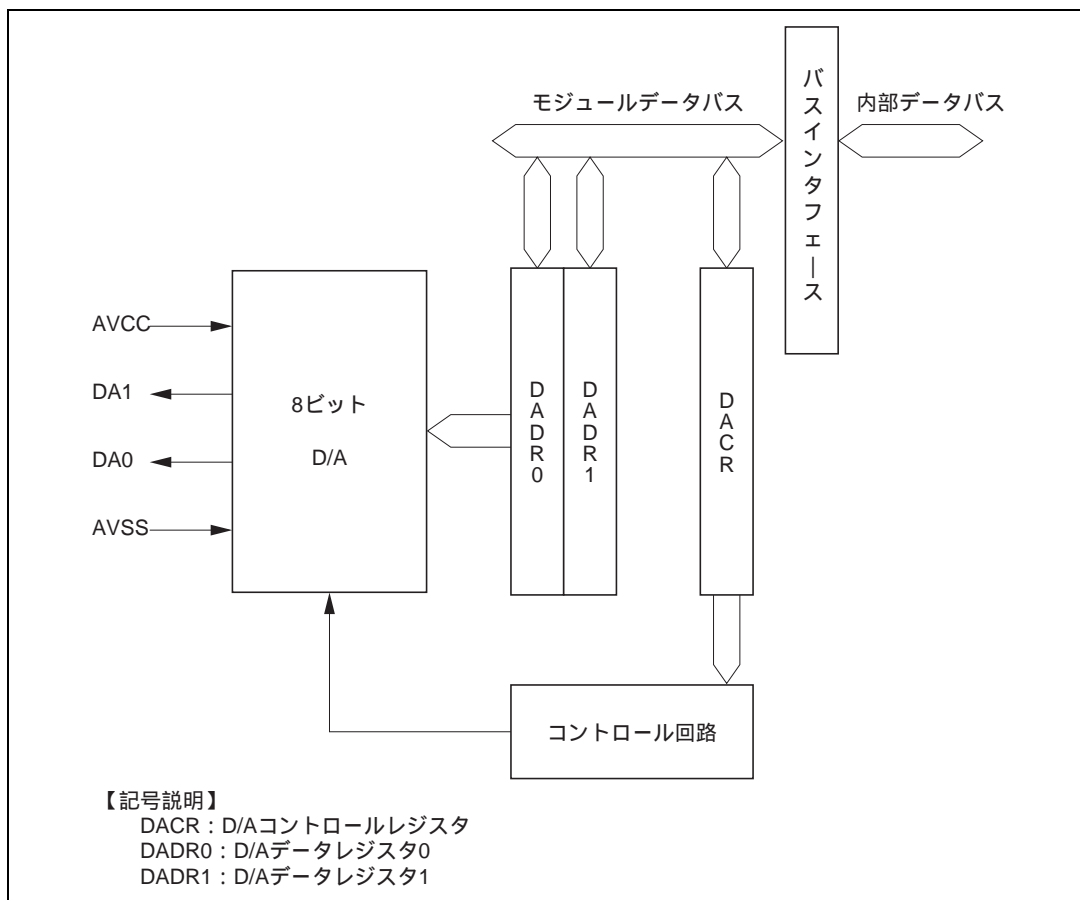 モジュールデータバス
内部データバス
バスインタフェース
AVCC
DA1
DA0
AVSS
8ビット
D/A
DADR0
DADR1
DACR
コントロール回路
【記号説明】
DACR：D/Aコントロールレジスタ
DADR0：D/Aデータレジスタ0
DADR1：D/Aデータレジスタ1